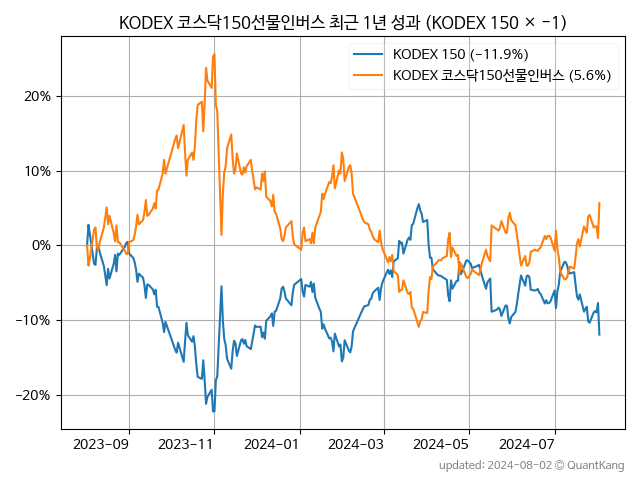 KODEX 코스닥150선물인버스 최근 1년 성과 (KODEX 150 × −1)
KODEX 150 (−11.9%)
KODEX 코스닥150선물인버스 (5.6%)
20%
10%
0%
−10%
−20%
2023-09
2023-11
2024-01
2024-03
2024-05
2024-07
updated: 2024-08-02 © QuantKang